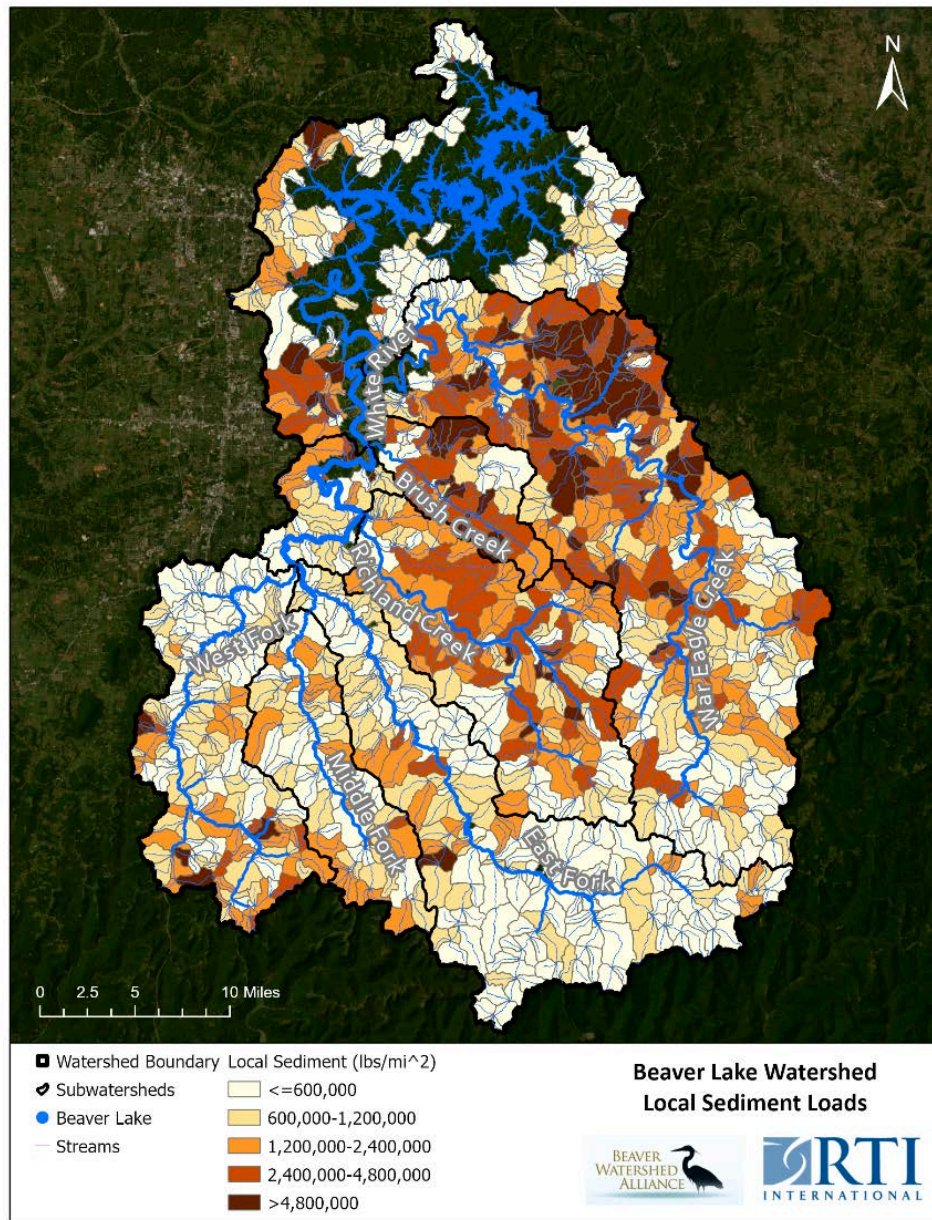 N
White River
Brush Creek
Richland Creek
War Eagle Creek
West Fork
Middle Fork
East Fork
0 2.5 5 10 Miles
Watershed Boundary
Subwatersheds
Beaver Lake
Streams
Local Sediment (lbs/mi^2)
<=600,000
600,000-1,200,000
1,200,000-2,400,000
2,400,000-4,800,000
>4,800,000
Beaver Lake Watershed
Local Sediment Loads
BEAVER
WATERSHED
ALLIANCE
RTI
INTERNATIONAL